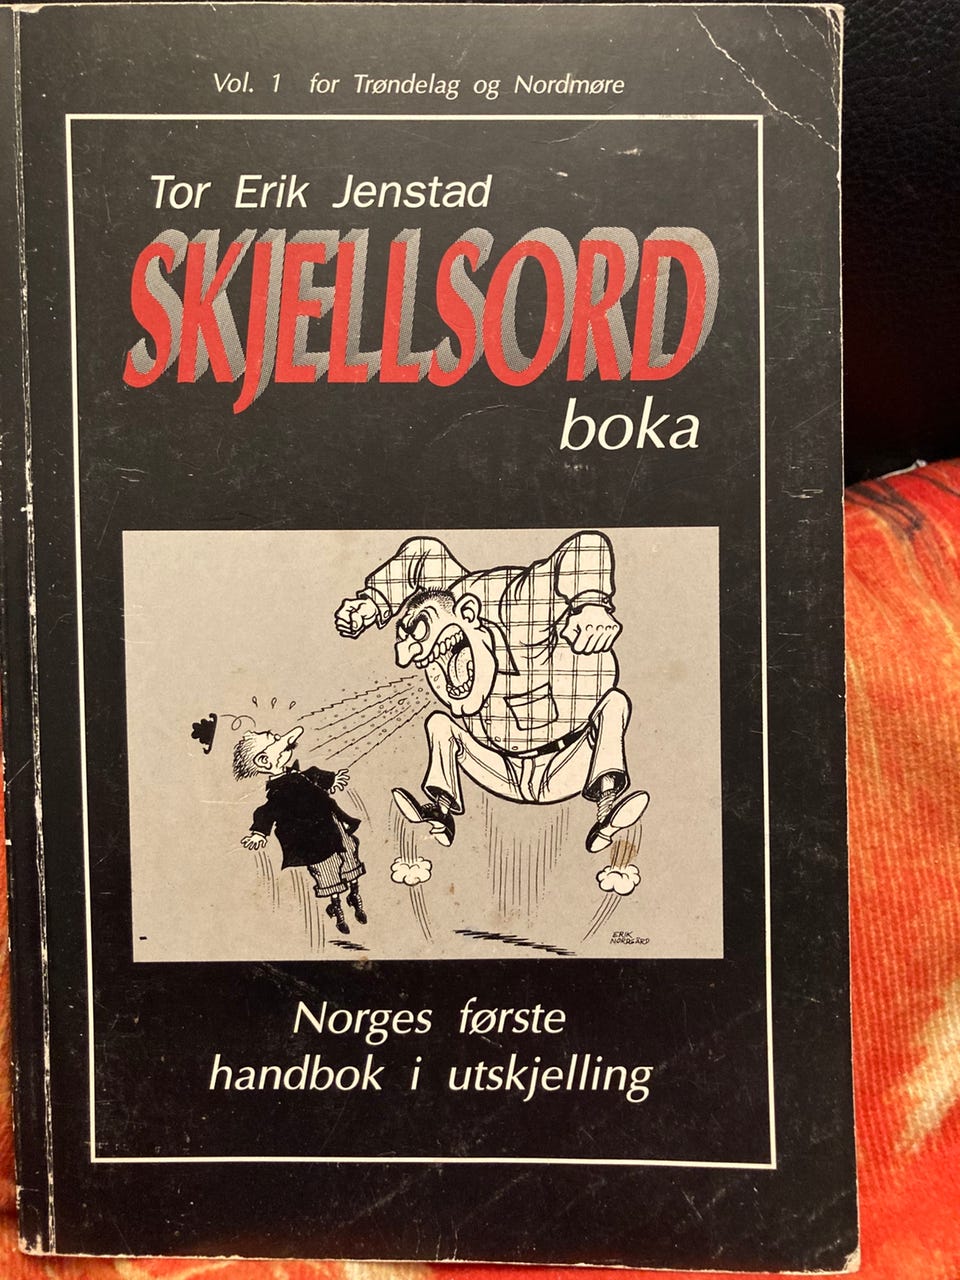 Vol. 1 for Trøndelag og Nordmøre
Tor Erik Jenstad
SKJELLSORD
boka
ERIK
NORDGÅRD
Norges første
handbok i utskjelling